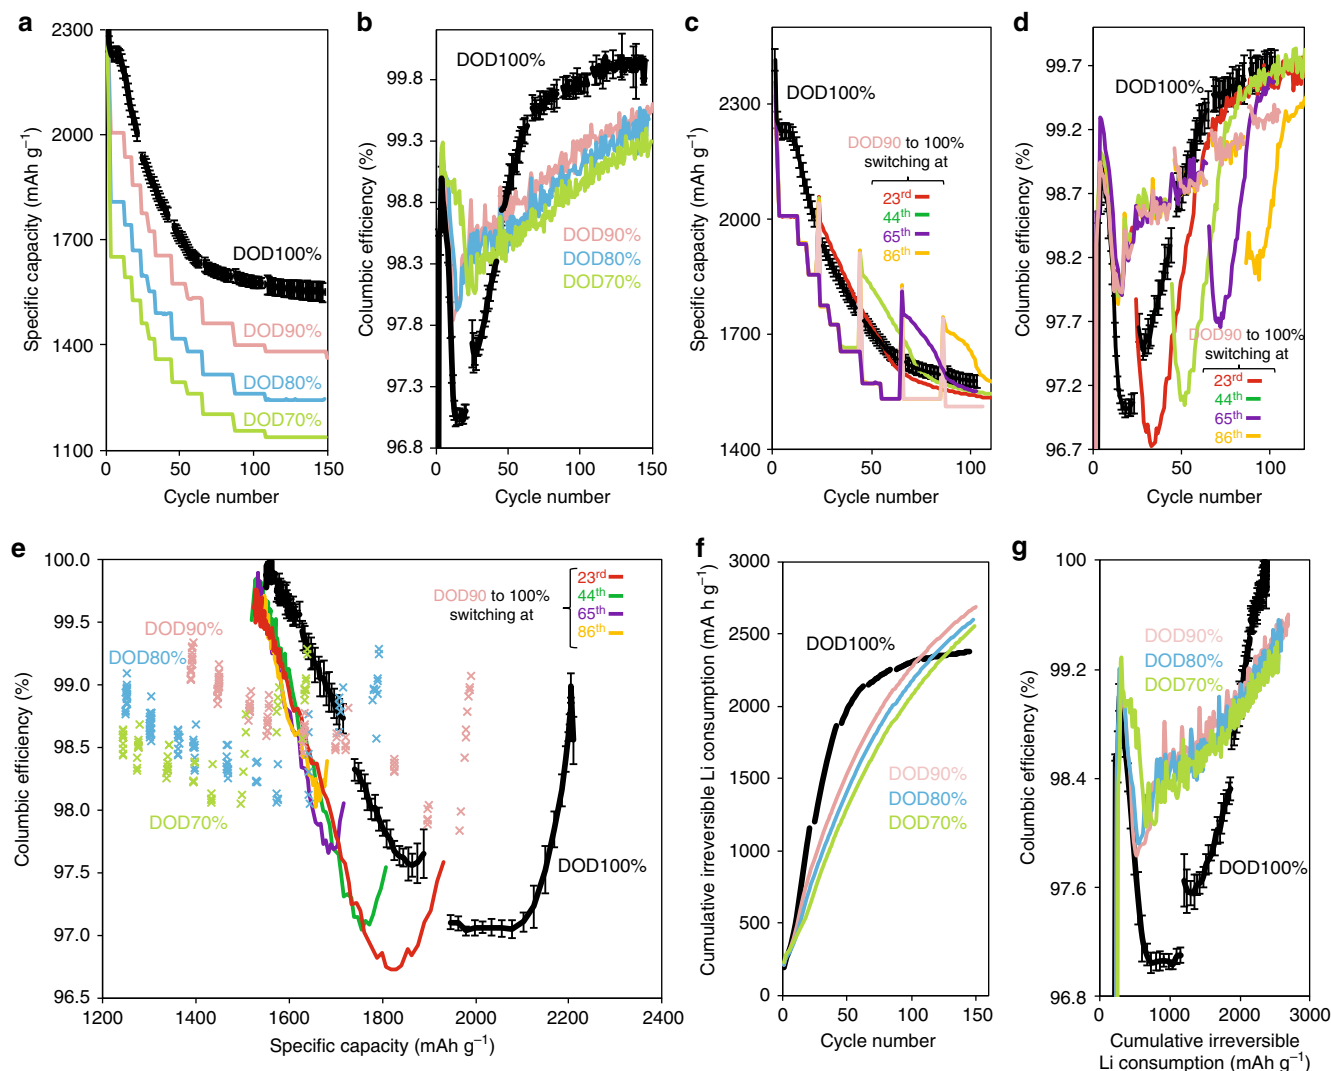 a
2300
2000
1700
1400
1100
0
50
100
150
Specific capacity (mAh g⁻¹)
Cycle number
DOD100%
DOD90%
DOD80%
DOD70%
b
99.8
99.3
98.8
98.3
97.8
97.3
96.8
0
50
100
150
Columbic efficiency (%)
Cycle number
DOD100%
DOD90%
DOD80%
DOD70%
c
2300
2000
1700
1400
0
50
100
Specific capacity (mAh g⁻¹)
Cycle number
DOD100%
DOD90 to 100%
switching at
23rd
44th
65th
86th
d
99.7
99.2
98.7
98.2
97.7
97.2
96.7
0
50
100
Columbic efficiency (%)
Cycle number
DOD100%
DOD90 to 100%
switching at
23rd
44th
65th
86th
e
100.0
99.5
99.0
98.5
98.0
97.5
97.0
96.5
1200
1400
1600
1800
2000
2200
2400
Columbic efficiency (%)
Specific capacity (mAh g⁻¹)
DOD90%
DOD80%
DOD70%
DOD100%
DOD90 to 100%
switching at
23rd
44th
65th
86th
f
3000
2500
2000
1500
1000
500
0
0
50
100
150
Cumulative irreversible Li consumption (mA h g⁻¹)
Cycle number
DOD100%
DOD90%
DOD80%
DOD70%
g
100
99.2
98.4
97.6
96.8
0
1000
2000
3000
Columbic efficiency (%)
Cumulative irreversible
Li consumption (mAh g⁻¹)
DOD90%
DOD80%
DOD70%
DOD100%